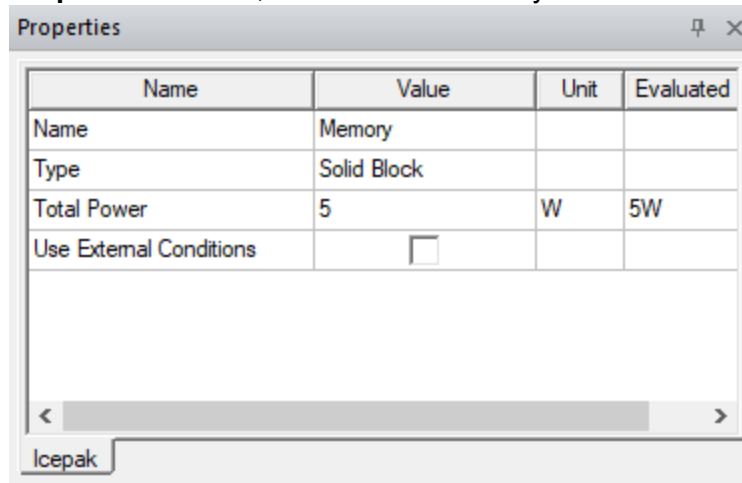 Properties
Name Value Unit Evaluated
Name Memory
Type Solid Block
Total Power 5 W 5W
Use External Conditions
Icepak